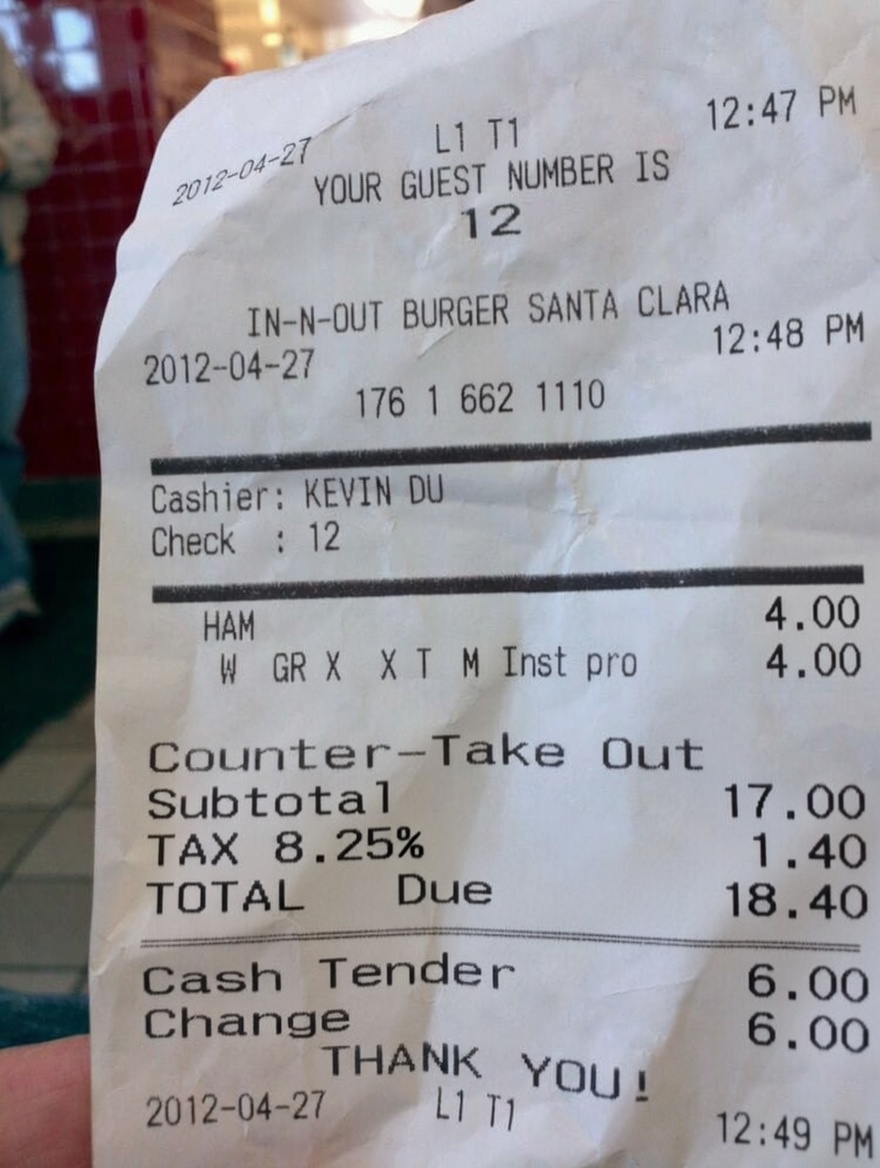 2012-04-27 L1 T1 12:47 PM
YOUR GUEST NUMBER IS
12
IN-N-OUT BURGER SANTA CLARA
2012-04-27 12:48 PM
176 1 662 1110
Cashier: KEVIN DU
Check : 12
HAM 4.00
W GR X X T M Inst pro 4.00
Counter-Take Out
Subtotal 17.00
TAX 8.25% 1.40
TOTAL Due 18.40
Cash Tender 6.00
Change 6.00
THANK YOU!
2012-04-27 L1 T1 12:49 PM